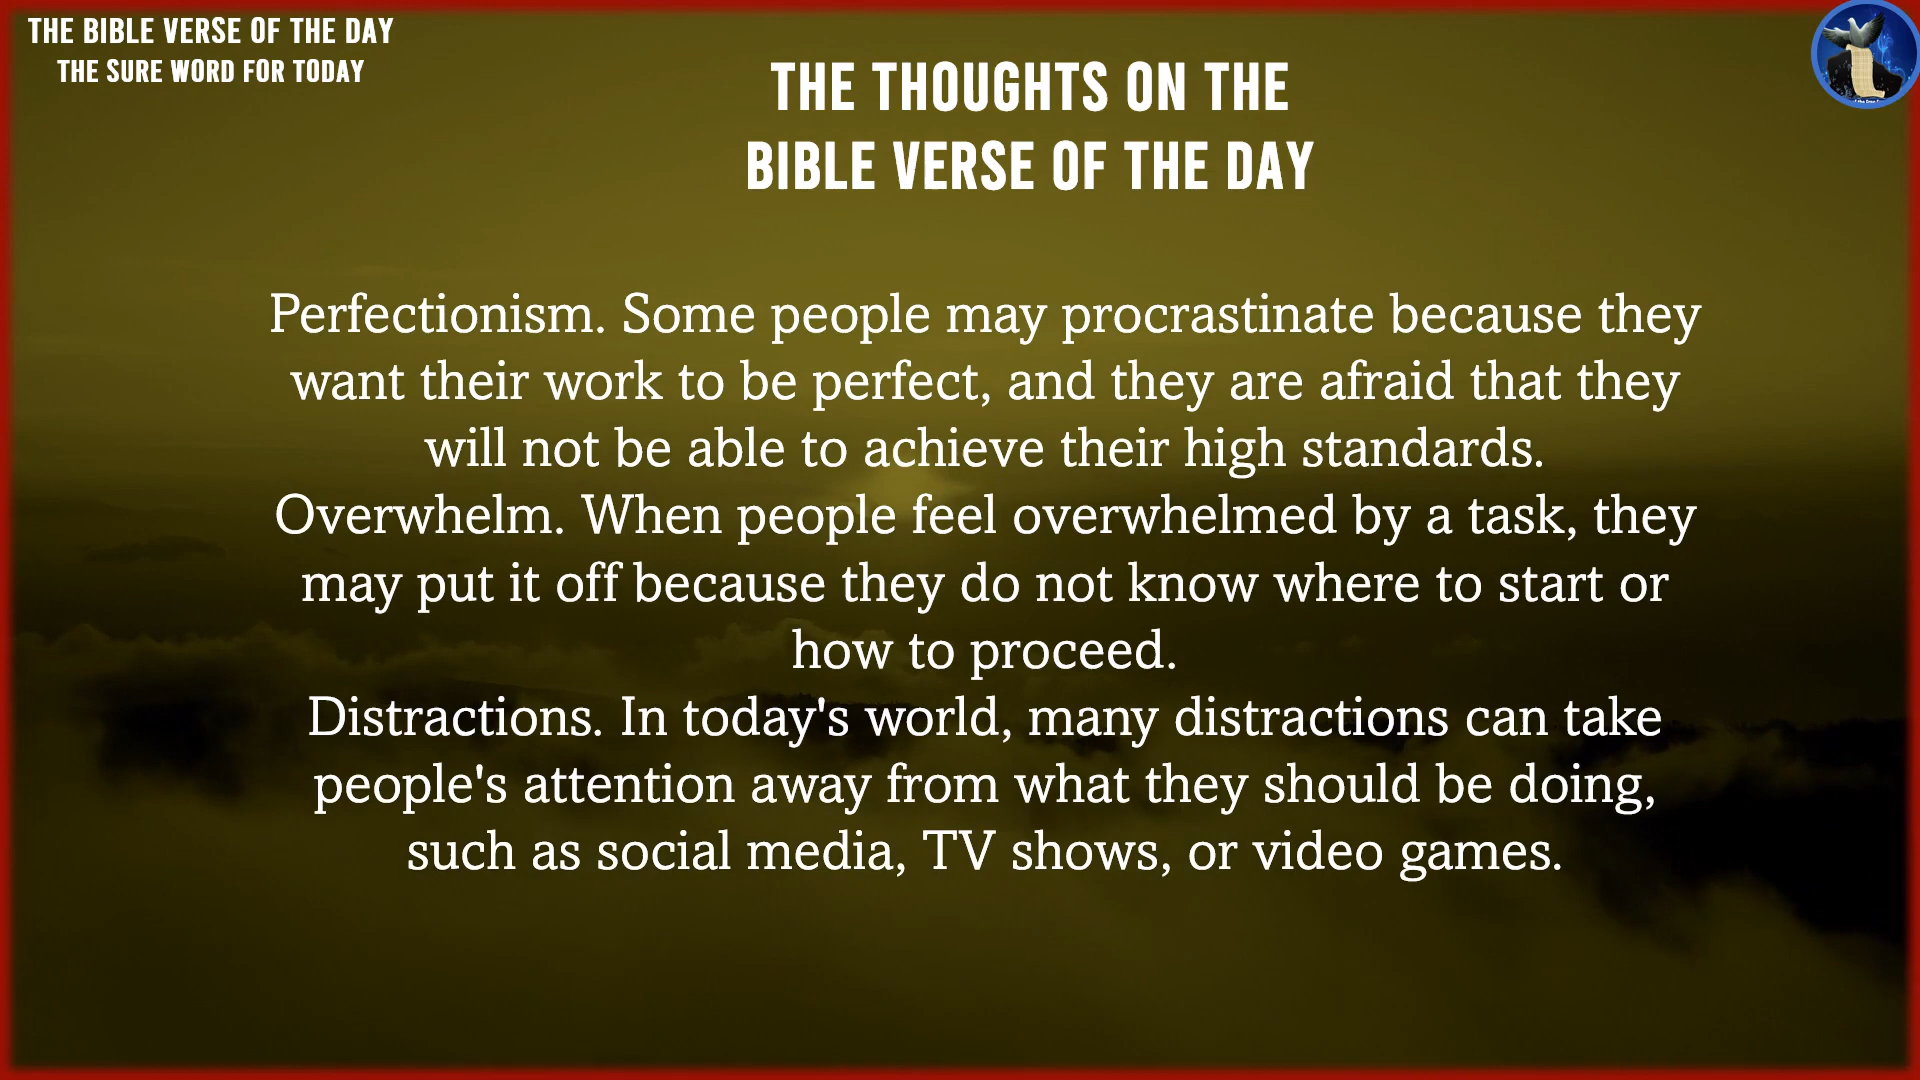 THE BIBLE VERSE OF THE DAY
THE SURE WORD FOR TODAY
THE THOUGHTS ON THE
BIBLE VERSE OF THE DAY
Perfectionism. Some people may procrastinate because they
want their work to be perfect, and they are afraid that they
will not be able to achieve their high standards.
Overwhelm. When people feel overwhelmed by a task, they
may put it off because they do not know where to start or
how to proceed.
Distractions. In today's world, many distractions can take
people's attention away from what they should be doing,
such as social media, TV shows, or video games.